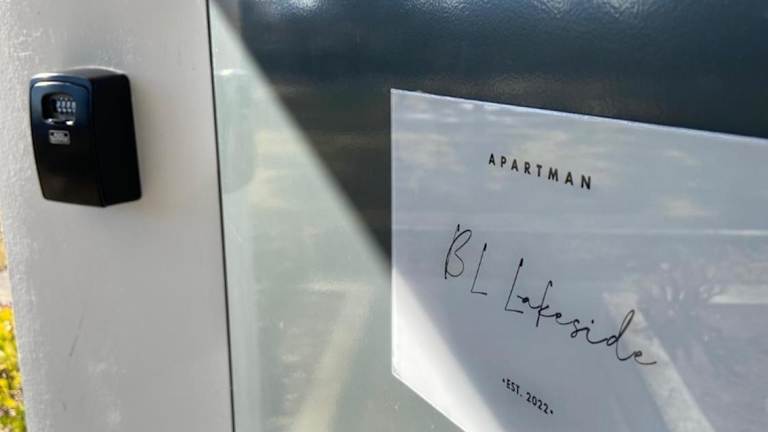 APARTMAN
BL Lakeside
•EST. 2022•